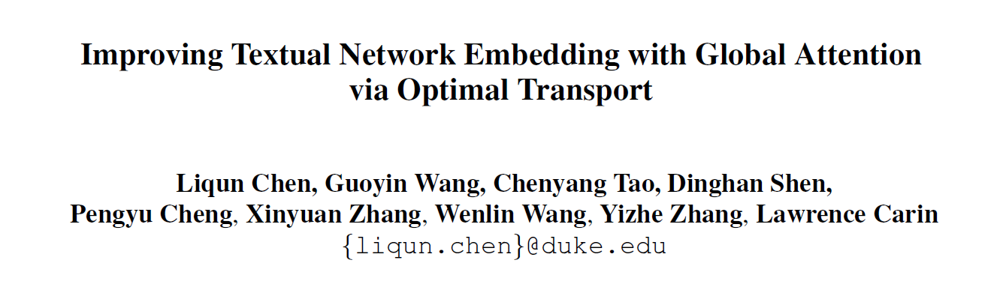 Improving Textual Network Embedding with Global Attention
via Optimal Transport
Liqun Chen, Guoyin Wang, Chenyang Tao, Dinghan Shen,
Pengyu Cheng, Xinyuan Zhang, Wenlin Wang, Yizhe Zhang, Lawrence Carin
{liqun.chen}@duke.edu